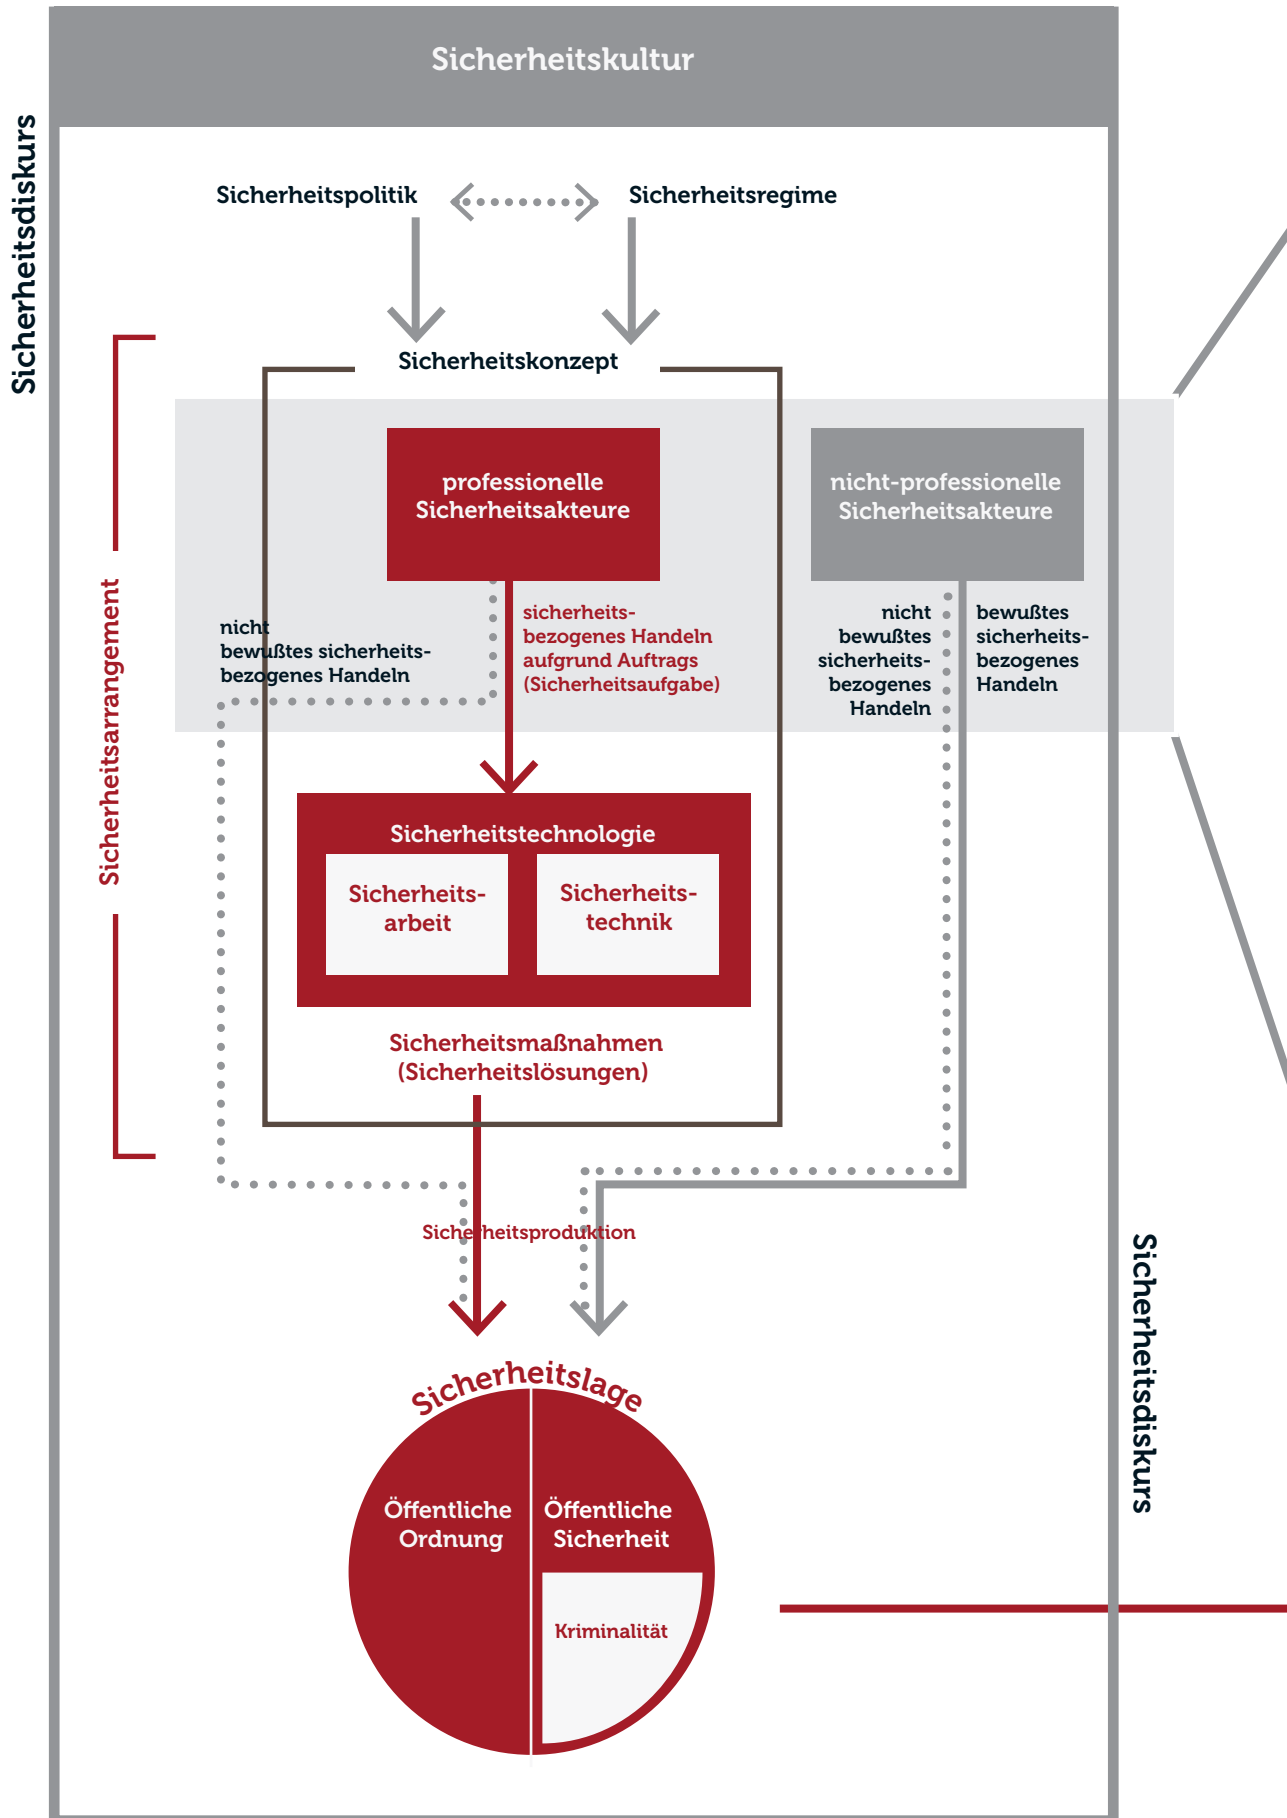 Sicherheitskultur
Sicherheitsdiskurs
Sicherheitspolitik
Sicherheitsregime
Sicherheitskonzept
professionelle
Sicherheitsakteure
nicht-professionelle
Sicherheitsakteure
Sicherheitsarrangement
nicht
bewußtes sicherheits-
bezogenes Handeln
sicherheits-
bezogenes Handeln
aufgrund Auftrags
(Sicherheitsaufgabe)
nicht
bewußtes
sicherheits-
bezogenes
Handeln
bewußtes
sicherheits-
bezogenes
Handeln
Sicherheitstechnologie
Sicherheits-
arbeit
Sicherheits-
technik
Sicherheitsmaßnahmen
(Sicherheitslösungen)
Sicherheitsproduktion
Sicherheitsdiskurs
Sicherheitslage
Öffentliche
Ordnung
Öffentliche
Sicherheit
Kriminalität